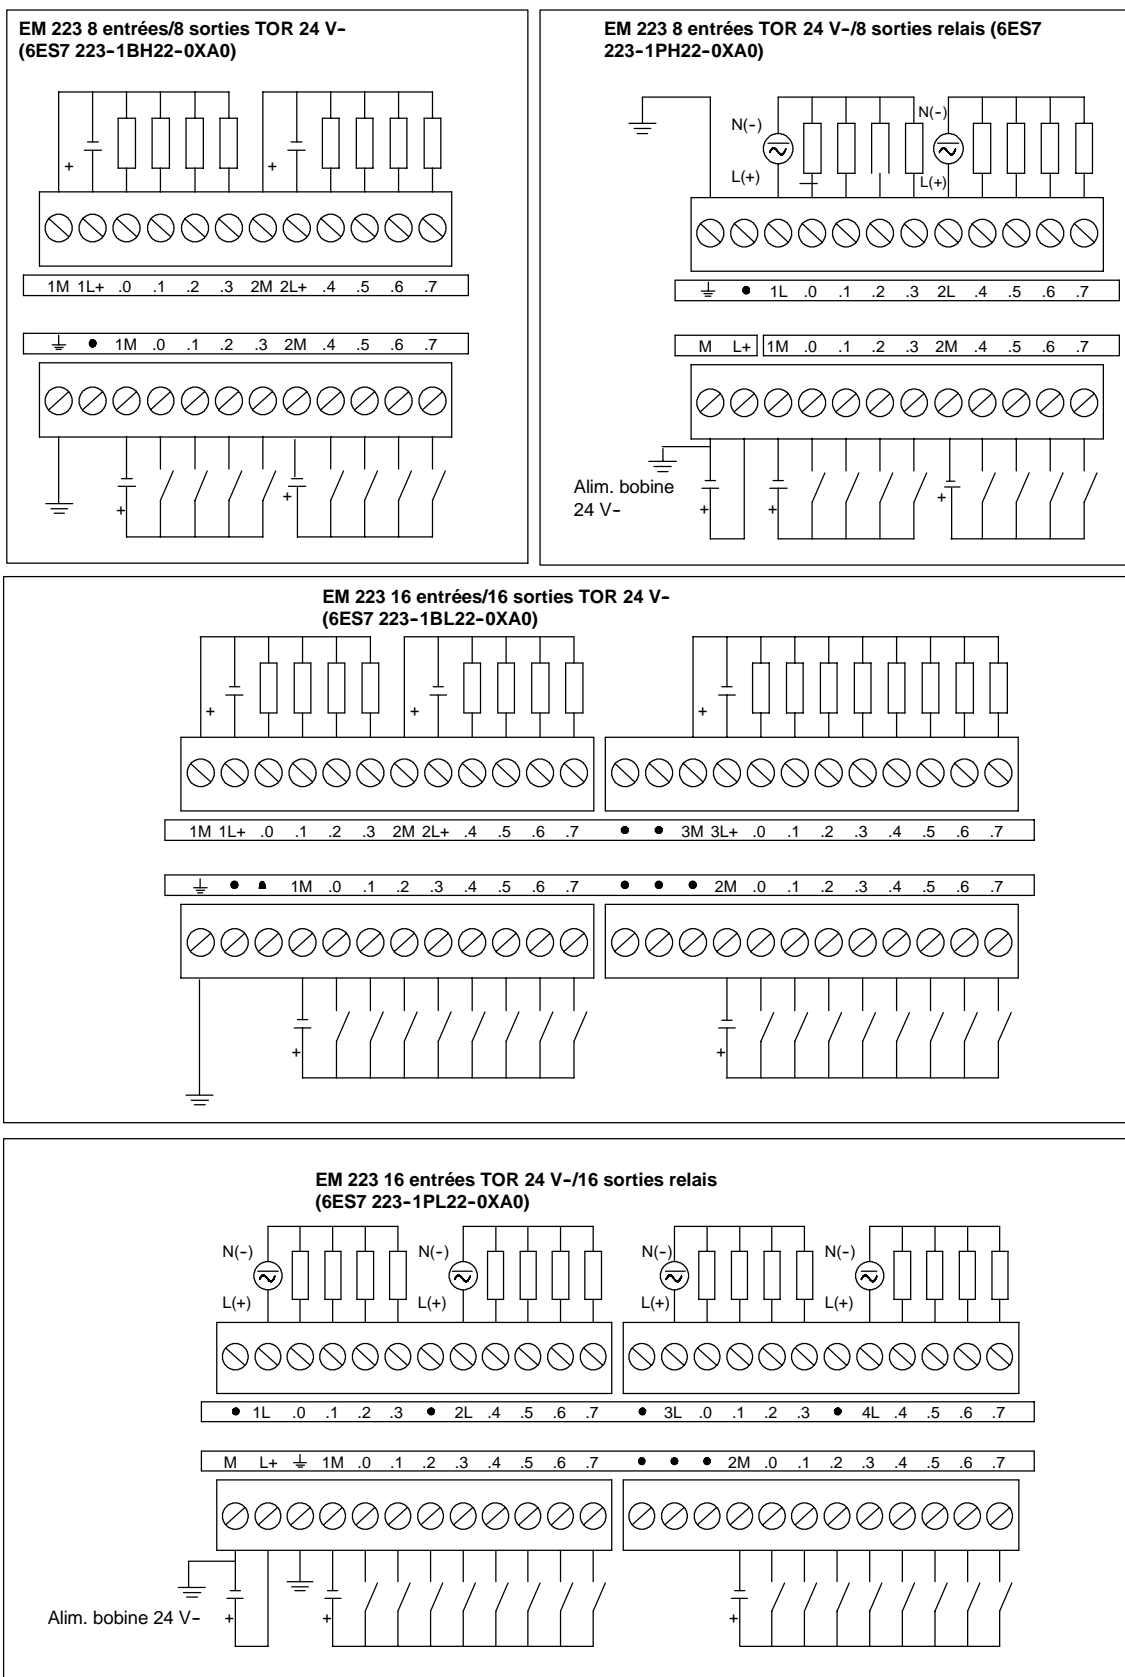 EM 223 8 entrées/8 sorties TOR 24 V-
(6ES7 223-1BH22-0XA0)
+ +
1M 1L+ .0 .1 .2 .3 2M 2L+ .4 .5 .6 .7
● 1M .0 .1 .2 .3 2M .4 .5 .6 .7
+ +
EM 223 8 entrées TOR 24 V-/8 sorties relais (6ES7
223-1PH22-0XA0)
N(-) N(-)
L(+) L(+)
● 1L .0 .1 .2 .3 2L .4 .5 .6 .7
M L+ 1M .0 .1 .2 .3 2M .4 .5 .6 .7
Alim. bobine
24 V-
+ + +
EM 223 16 entrées/16 sorties TOR 24 V-
(6ES7 223-1BL22-0XA0)
+ + +
1M 1L+ .0 .1 .2 .3 2M 2L+ .4 .5 .6 .7 ● ● 3M 3L+ .0 .1 .2 .3 .4 .5 .6 .7
● ● 1M .0 .1 .2 .3 .4 .5 .6 .7 ● ● ● 2M .0 .1 .2 .3 .4 .5 .6 .7
+ +
EM 223 16 entrées TOR 24 V-/16 sorties relais
(6ES7 223-1PL22-0XA0)
N(-) N(-) N(-) N(-)
L(+) L(+) L(+) L(+)
● 1L .0 .1 .2 .3 ● 2L .4 .5 .6 .7 ● 3L .0 .1 .2 .3 ● 4L .4 .5 .6 .7
M L+ 1M .0 .1 .2 .3 .4 .5 .6 .7 ● ● ● 2M .0 .1 .2 .3 .4 .5 .6 .7
Alim. bobine 24 V- + + +